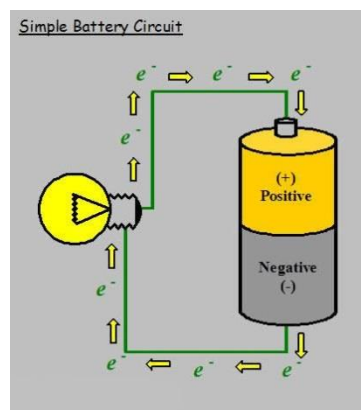 Simple Battery Circuit
e⁻ e⁻ e⁻
e⁻
(+)
Positive
Negative
(-)
e⁻
e⁻ e⁻ e⁻